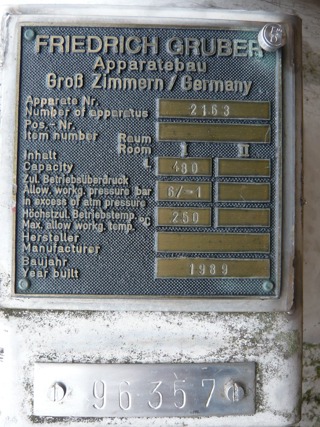 FRIEDRICH GRUBER
Apparatebau
Groß Zimmern / Germany
Apparate Nr.
Number of apparatus 2163
Pos.- Nr.
Item number
Raum I II
Room
Inhalt
Capacity L 480
Zul. Betriebsüberdruck
Allow. workg. pressure bar 6/-1
in excess of atm pressure
Höchstzul. Betriebstemp. °C 250
Max. allow workg. temp.
Hersteller
Manufacturer
Baujahr 1989
Year built
96357